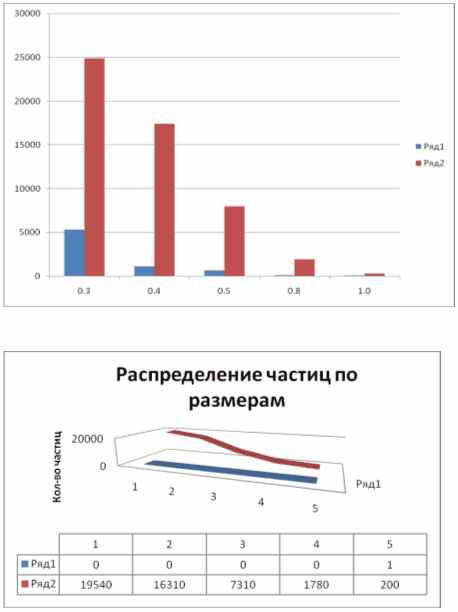 30000
25000
20000
15000
10000
5000
0
0.3 0.4 0.5 0.8 1.0
Ряд1
Ряд2
Распределение частиц по
размерам
Кол-во частиц
20000
0
1 2 3 4 5
Ряд1
1 2 3 4 5
Ряд1 0 0 0 0 1
Ряд2 19540 16310 7310 1780 200